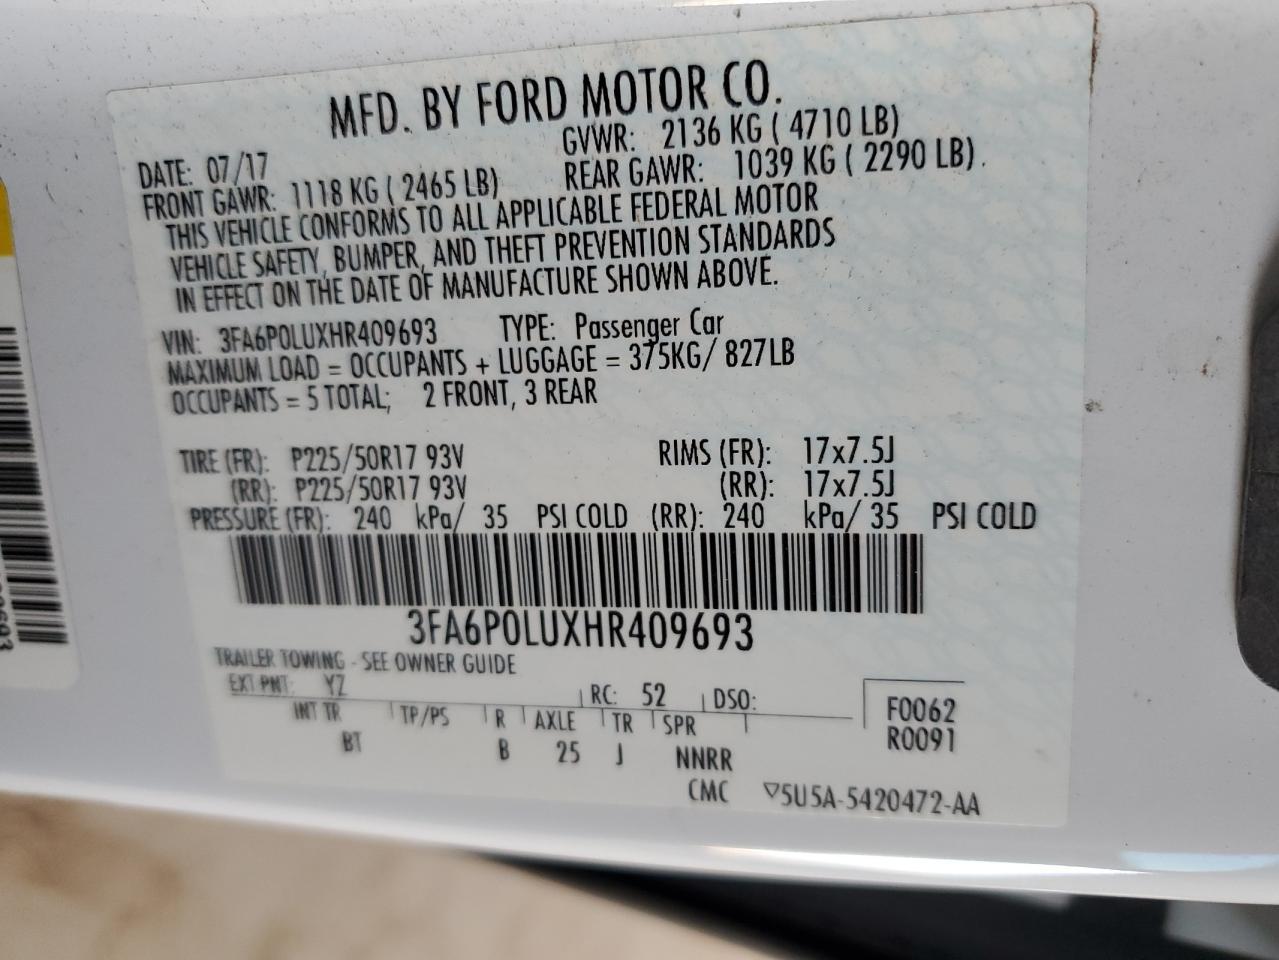 MFD. BY FORD MOTOR CO.
DATE: 07/17 GVWR: 2136 KG ( 4710 LB)
FRONT GAWR: 1118 KG ( 2465 LB) REAR GAWR: 1039 KG ( 2290 LB).
THIS VEHICLE CONFORMS TO ALL APPLICABLE FEDERAL MOTOR
VEHICLE SAFETY, BUMPER, AND THEFT PREVENTION STANDARDS
IN EFFECT ON THE DATE OF MANUFACTURE SHOWN ABOVE.
VIN: 3FA6P0LUXHR409693 TYPE: Passenger Car
MAXIMUM LOAD = OCCUPANTS + LUGGAGE = 375KG/ 827LB
OCCUPANTS = 5 TOTAL; 2 FRONT, 3 REAR
TIRE (FR): P225/50R17 93V RIMS (FR): 17x7.5J
(RR): P225/50R17 93V (RR): 17x7.5J
PRESSURE (FR): 240 kPa/ 35 PSI COLD (RR): 240 kPa/ 35 PSI COLD
3FA6P0LUXHR409693
TRAILER TOWING - SEE OWNER GUIDE
EXT PNT: YZ RC: 52 DSO:
INT TR TP/PS R AXLE TR SPR
BT B 25 J NNRR
F0062
R0091
CMC ▽5U5A-5420472-AA